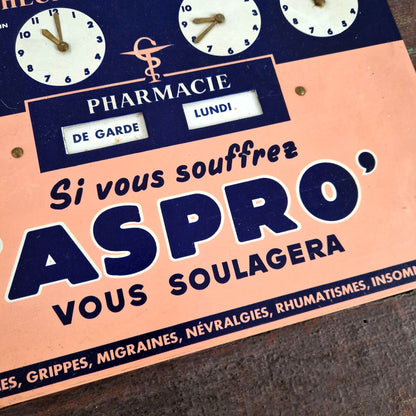 PHARMACIE
DE GARDE LUNDI
Si vous souffrez
'ASPRO'
VOUS SOULAGERA
GRIPPES, MIGRAINES, NÉVRALGIES, RHUMATISMES,